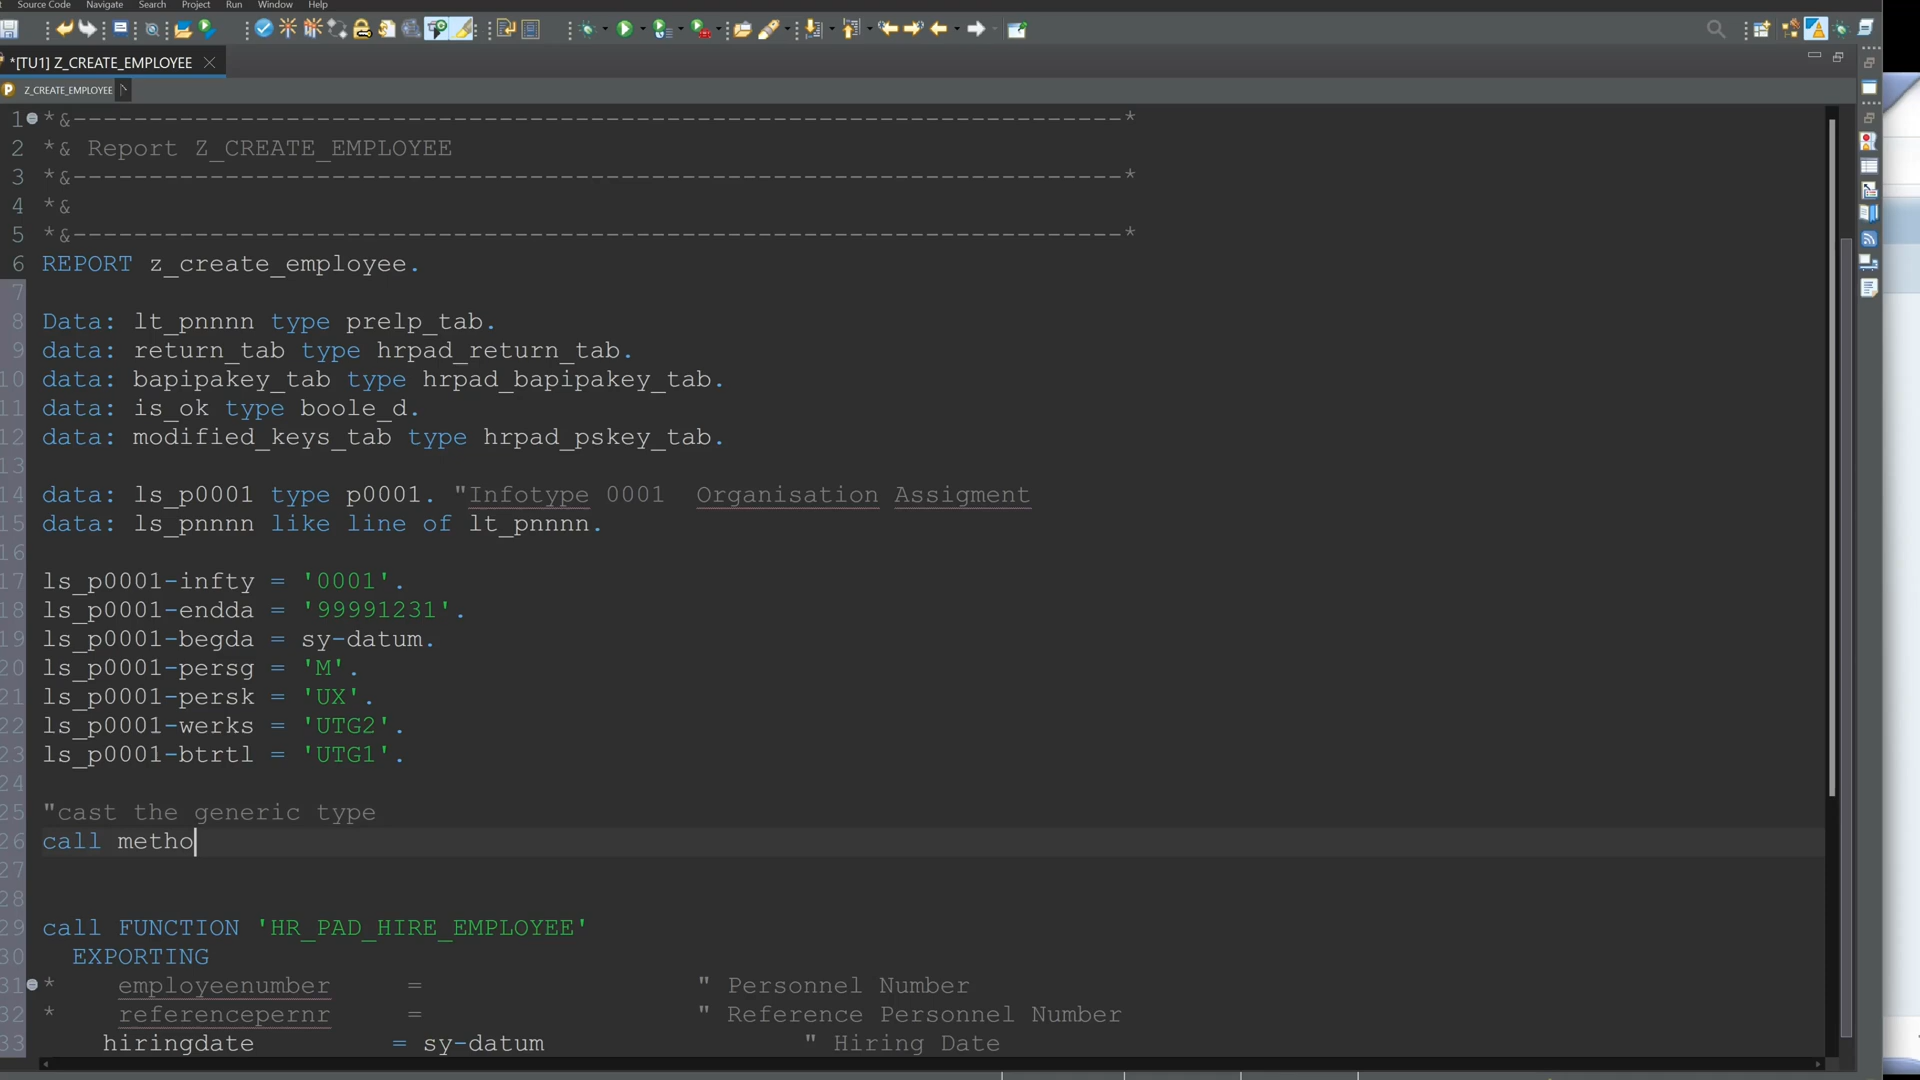 Source Code Navigate Search Project Run Window Help
*[TU1] Z_CREATE_EMPLOYEE
Z_CREATE_EMPLOYEE
1 *&---------------------------------------------------------------------*
2 *& Report Z_CREATE_EMPLOYEE
3 *&---------------------------------------------------------------------*
4 *&
5 *&---------------------------------------------------------------------*
6 REPORT z_create_employee.
7
8 Data: lt_pnnnn type prelp_tab.
9 data: return_tab type hrpad_return_tab.
10 data: bapipakey_tab type hrpad_bapipakey_tab.
11 data: is_ok type boole_d.
12 data: modified_keys_tab type hrpad_pskey_tab.
13
14 data: ls_p0001 type p0001. "Infotype 0001  Organisation Assigment
15 data: ls_pnnnn like line of lt_pnnnn.
16
17 ls_p0001-infty = '0001'.
18 ls_p0001-endda = '99991231'.
19 ls_p0001-begda = sy-datum.
20 ls_p0001-persg = 'M'.
21 ls_p0001-persk = 'UX'.
22 ls_p0001-werks = 'UTG2'.
23 ls_p0001-btrtl = 'UTG1'.
24
25 "cast the generic type
26 call metho
27
28
29 call FUNCTION 'HR_PAD_HIRE_EMPLOYEE'
30   EXPORTING
31 *    employeenumber     =                  " Personnel Number
32 *    referencepernr     =                  " Reference Personnel Number
33     hiringdate         = sy-datum                 " Hiring Date